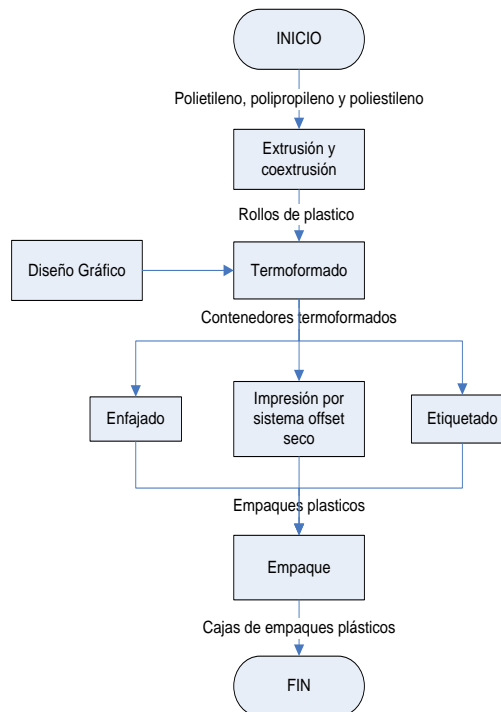 INICIO
Polietileno, polipropileno y poliestileno
Extrusión y
coextrusión
Rollos de plastico
Diseño Gráfico
Termoformado
Contenedores termoformados
Enfajado
Impresión por
sistema offset
seco
Etiquetado
Empaques plasticos
Empaque
Cajas de empaques plásticos
FIN